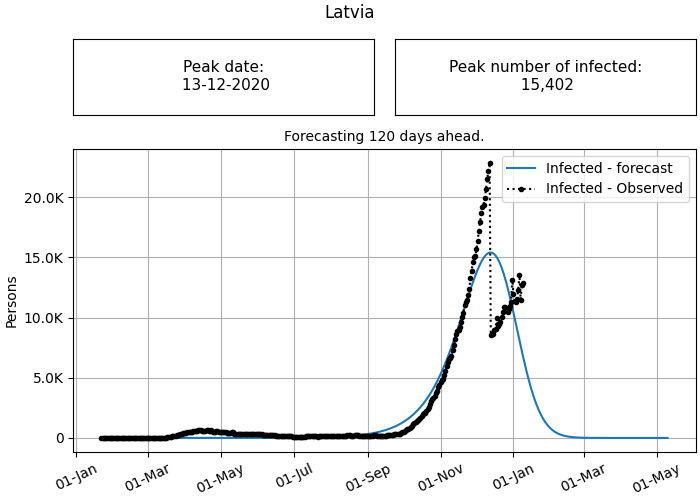 Latvia
Peak date:
13-12-2020
Peak number of infected:
15,402
Forecasting 120 days ahead.
Infected - forecast
Infected - Observed
Persons
20.0K
15.0K
10.0K
5.0K
0
01-Jan
01-Mar
01-May
01-Jul
01-Sep
01-Nov
01-Jan
01-Mar
01-May